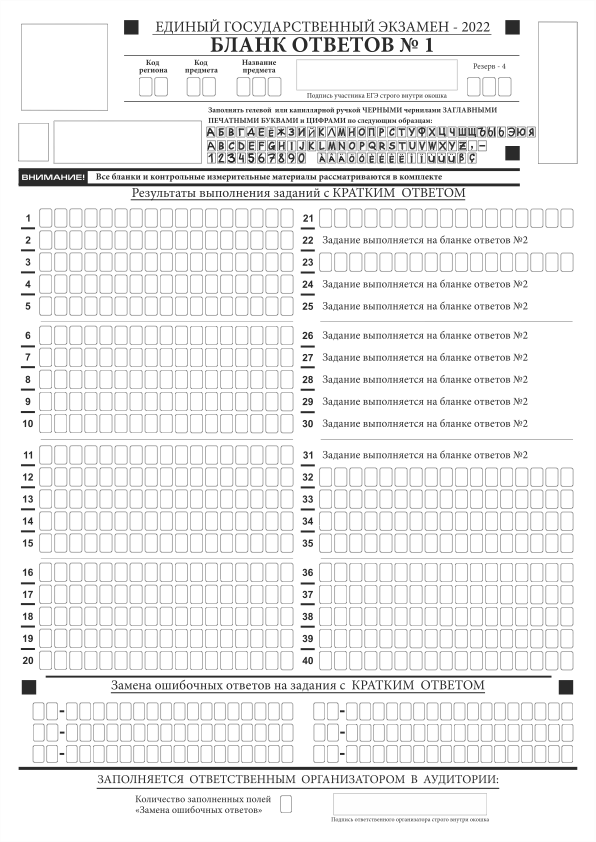 ЕДИНЫЙ ГОСУДАРСТВЕННЫЙ ЭКЗАМЕН - 2022
БЛАНК ОТВЕТОВ № 1
Код региона
Код предмета
Название предмета
Резерв - 4
Подпись участника ЕГЭ строго внутри окошка
Заполнять гелевой или капиллярной ручкой ЧЕРНЫМИ чернилами ЗАГЛАВНЫМИ
ПЕЧАТНЫМИ БУКВАМИ и ЦИФРАМИ по следующим образцам:
АБВГДЕЁЖЗИЙКЛМНОПРСТУФХЦЧШЩЪЫЬЭЮЯ
ABCDEFGHIJKLMNOPQRSTUVWXYZ,-
1234567890
ВНИМАНИЕ! Все бланки и контрольные измерительные материалы рассматриваются в комплекте
Результаты выполнения заданий с КРАТКИМ ОТВЕТОМ
1
2
3
4
5
6
7
8
9
10
11
12
13
14
15
16
17
18
19
20
21
22 Задание выполняется на бланке ответов №2
23
24 Задание выполняется на бланке ответов №2
25 Задание выполняется на бланке ответов №2
26 Задание выполняется на бланке ответов №2
27 Задание выполняется на бланке ответов №2
28 Задание выполняется на бланке ответов №2
29 Задание выполняется на бланке ответов №2
30 Задание выполняется на бланке ответов №2
31 Задание выполняется на бланке ответов №2
32
33
34
35
36
37
38
39
40
Замена ошибочных ответов на задания с КРАТКИМ ОТВЕТОМ
- -
- -
- -
ЗАПОЛНЯЕТСЯ ОТВЕТСТВЕННЫМ ОРГАНИЗАТОРОМ В АУДИТОРИИ:
Количество заполненных полей
«Замена ошибочных ответов»
Подпись ответственного организатора строго внутри окошка